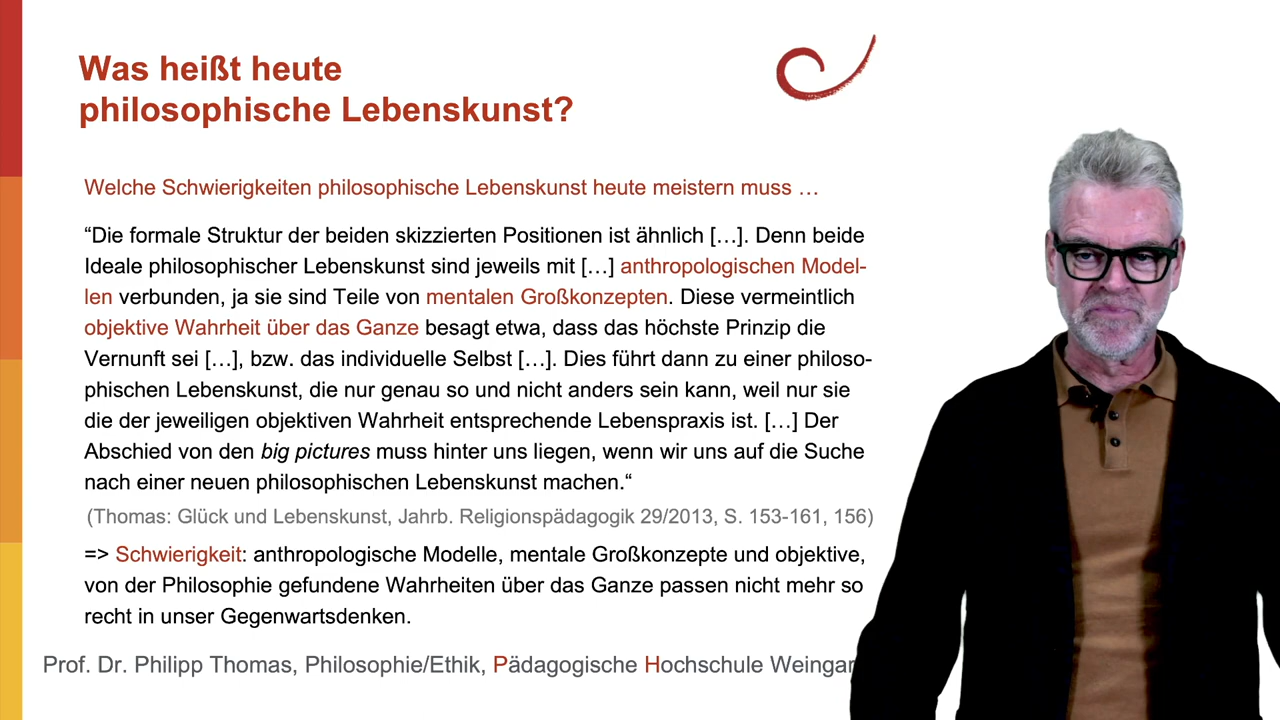 Was heißt heute
philosophische Lebenskunst?
Welche Schwierigkeiten philosophische Lebenskunst heute meistern muss …
“Die formale Struktur der beiden skizzierten Positionen ist ähnlich […]. Denn beide
Ideale philosophischer Lebenskunst sind jeweils mit […] anthropologischen Model-
len verbunden, ja sie sind Teile von mentalen Großkonzepten. Diese vermeintlich
objektive Wahrheit über das Ganze besagt etwa, dass das höchste Prinzip die
Vernunft sei […], bzw. das individuelle Selbst […]. Dies führt dann zu einer philoso-
phischen Lebenskunst, die nur genau so und nicht anders sein kann, weil nur sie
die der jeweiligen objektiven Wahrheit entsprechende Lebenspraxis ist. […] Der
Abschied von den big pictures muss hinter uns liegen, wenn wir uns auf die Suche
nach einer neuen philosophischen Lebenskunst machen.“
(Thomas: Glück und Lebenskunst, Jahrb. Religionspädagogik 29/2013, S. 153-161, 156)
=> Schwierigkeit: anthropologische Modelle, mentale Großkonzepte und objektive,
von der Philosophie gefundene Wahrheiten über das Ganze passen nicht mehr so
recht in unser Gegenwartsdenken.
Prof. Dr. Philipp Thomas, Philosophie/Ethik, Pädagogische Hochschule